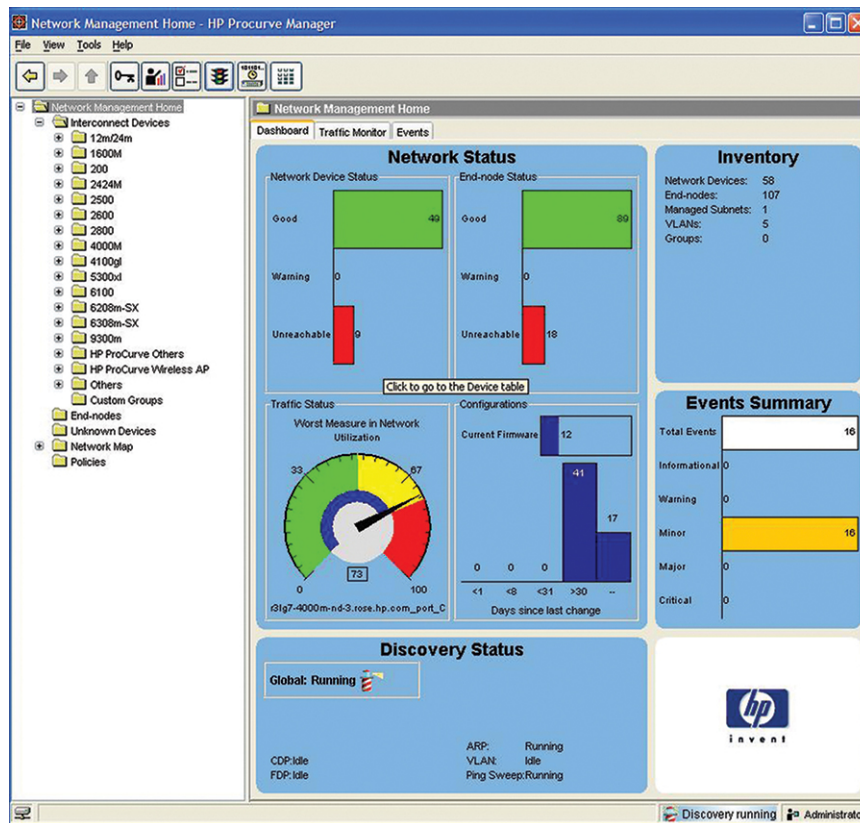 Network Management Home - HP Procurve Manager
File View Tools Help
Network Management Home
Interconnect Devices
12m/24m
1600M
200
2424M
2500
2600
2800
4000M
4100gl
5300xl
6100
6208m-SX
6308m-SX
9300m
HP ProCurve Others
HP ProCurve Wireless AP
Others
Custom Groups
End-nodes
Unknown Devices
Network Map
Policies
Network Management Home
Dashboard Traffic Monitor Events
Network Status
Network Device Status
Good 49
Warning 0
Unreachable 9
End-node Status
Good 89
Warning 0
Unreachable 18
Click to go to the Device table
Traffic Status
Worst Measure in Network
Utilization
33 67
73
0 100
r3lg7-4000m-nd-3.rose.hp.com_port_C
Configurations
Current Firmware 12
41
17
0 0 0
<1 <8 <31 >30 --
Days since last change
Inventory
Network Devices: 58
End-nodes: 107
Managed Subnets: 1
VLANs: 5
Groups: 0
Events Summary
Total Events 16
Informational 0
Warning 0
Minor 16
Major 0
Critical 0
Discovery Status
Global: Running
CDP:Idle
FDP:Idle
ARP: Running
VLAN: Idle
Ping Sweep:Running
hp
invent
Discovery running Administrato